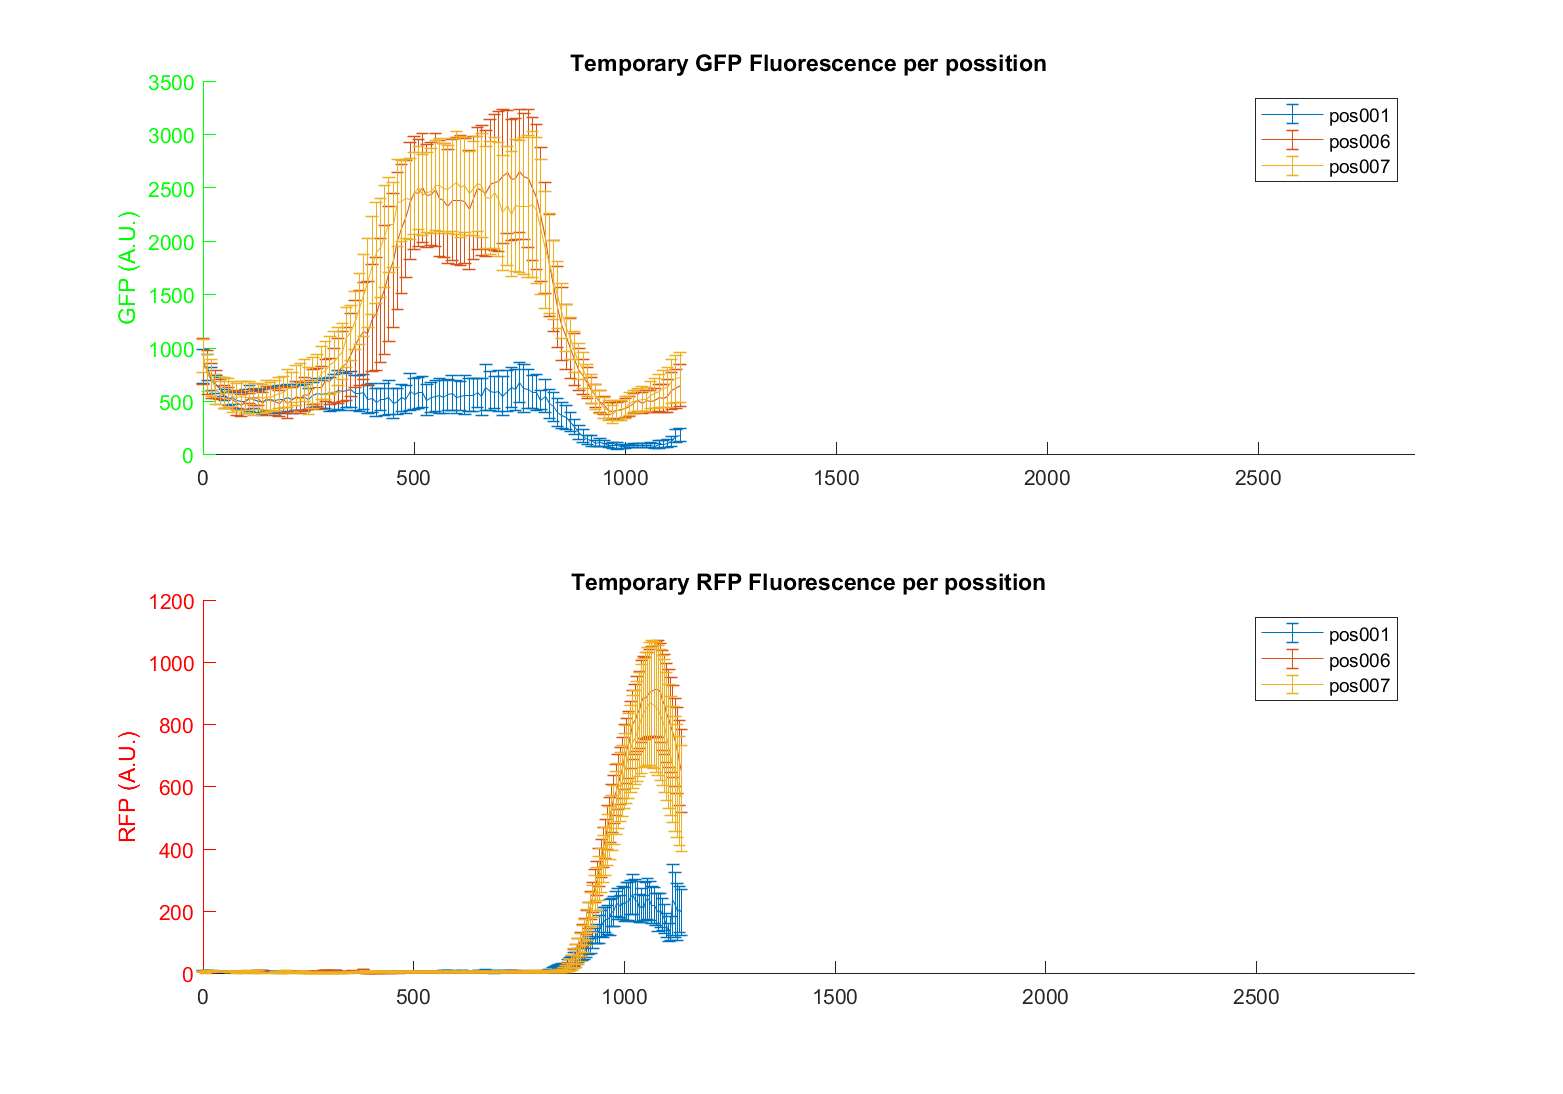 Temporary GFP Fluorescence per possition
3500
3000
2500
2000
1500
1000
500
0
GFP (A.U.)
pos001
pos006
pos007
0 500 1000 1500 2000 2500
Temporary RFP Fluorescence per possition
1200
1000
800
600
400
200
0
RFP (A.U.)
pos001
pos006
pos007
0 500 1000 1500 2000 2500